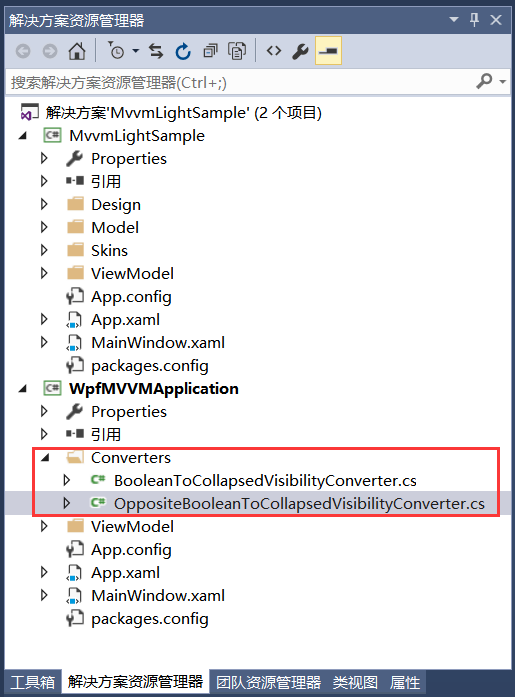 解决方案资源管理器
搜索解决方案资源管理器(Ctrl+;)
解决方案'MvvmLightSample' (2 个项目)
C# MvvmLightSample
Properties
引用
Design
Model
Skins
ViewModel
App.config
App.xaml
MainWindow.xaml
packages.config
C# WpfMVVMApplication
Properties
引用
Converters
C# BooleanToCollapsedVisibilityConverter.cs
C# OppositeBooleanToCollapsedVisibilityConverter.cs
ViewModel
App.config
App.xaml
MainWindow.xaml
packages.config
工具箱 解决方案资源管理器 团队资源管理器 类视图 属性